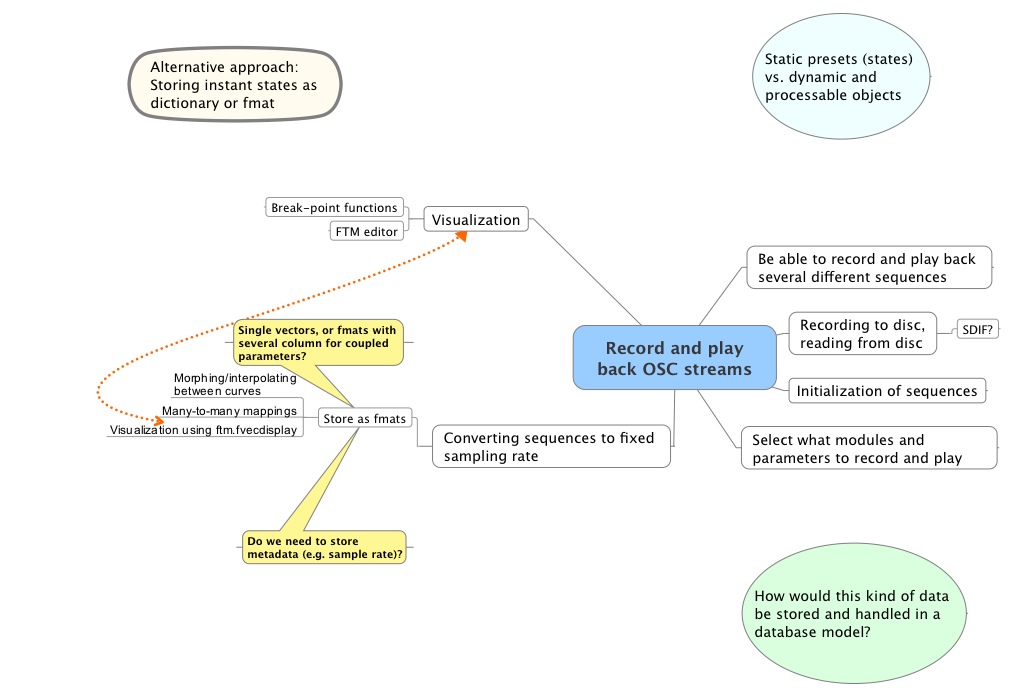 Alternative approach:
Storing instant states as
dictionary or fmat
Static presets (states)
vs. dynamic and
processable objects
Break-point functions
FTM editor
Visualization
Single vectors, or fmats with
several column for coupled
parameters?
Morphing/interpolating
between curves
Many-to-many mappings
Visualization using ftm.fvecdisplay
Store as fmats
Converting sequences to fixed
sampling rate
Do we need to store
metadata (e.g. sample rate)?
Record and play
back OSC streams
Be able to record and play back
several different sequences
Recording to disc,
reading from disc
SDIF?
Initialization of sequences
Select what modules and
parameters to record and play
How would this kind of data
be stored and handled in a
database model?